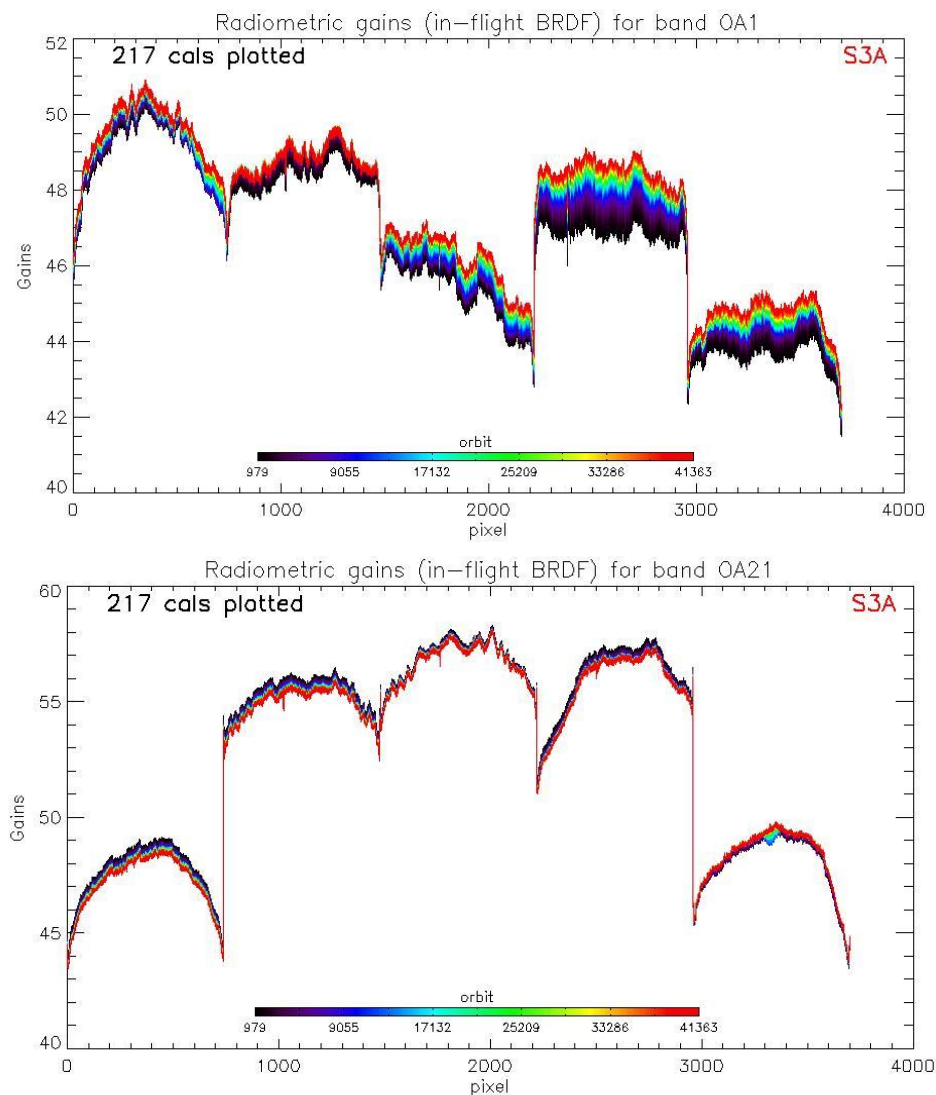 Radiometric gains (in-flight BRDF) for band OA1
52
217 cals plotted
S3A
50
48
46
Gains
44
42
orbit
979 9055 17132 25209 33286 41363
40
0 1000 2000 3000 4000
pixel
Radiometric gains (in-flight BRDF) for band OA21
60
217 cals plotted
S3A
55
50
Gains
45
orbit
979 9055 17132 25209 33286 41363
40
0 1000 2000 3000 4000
pixel